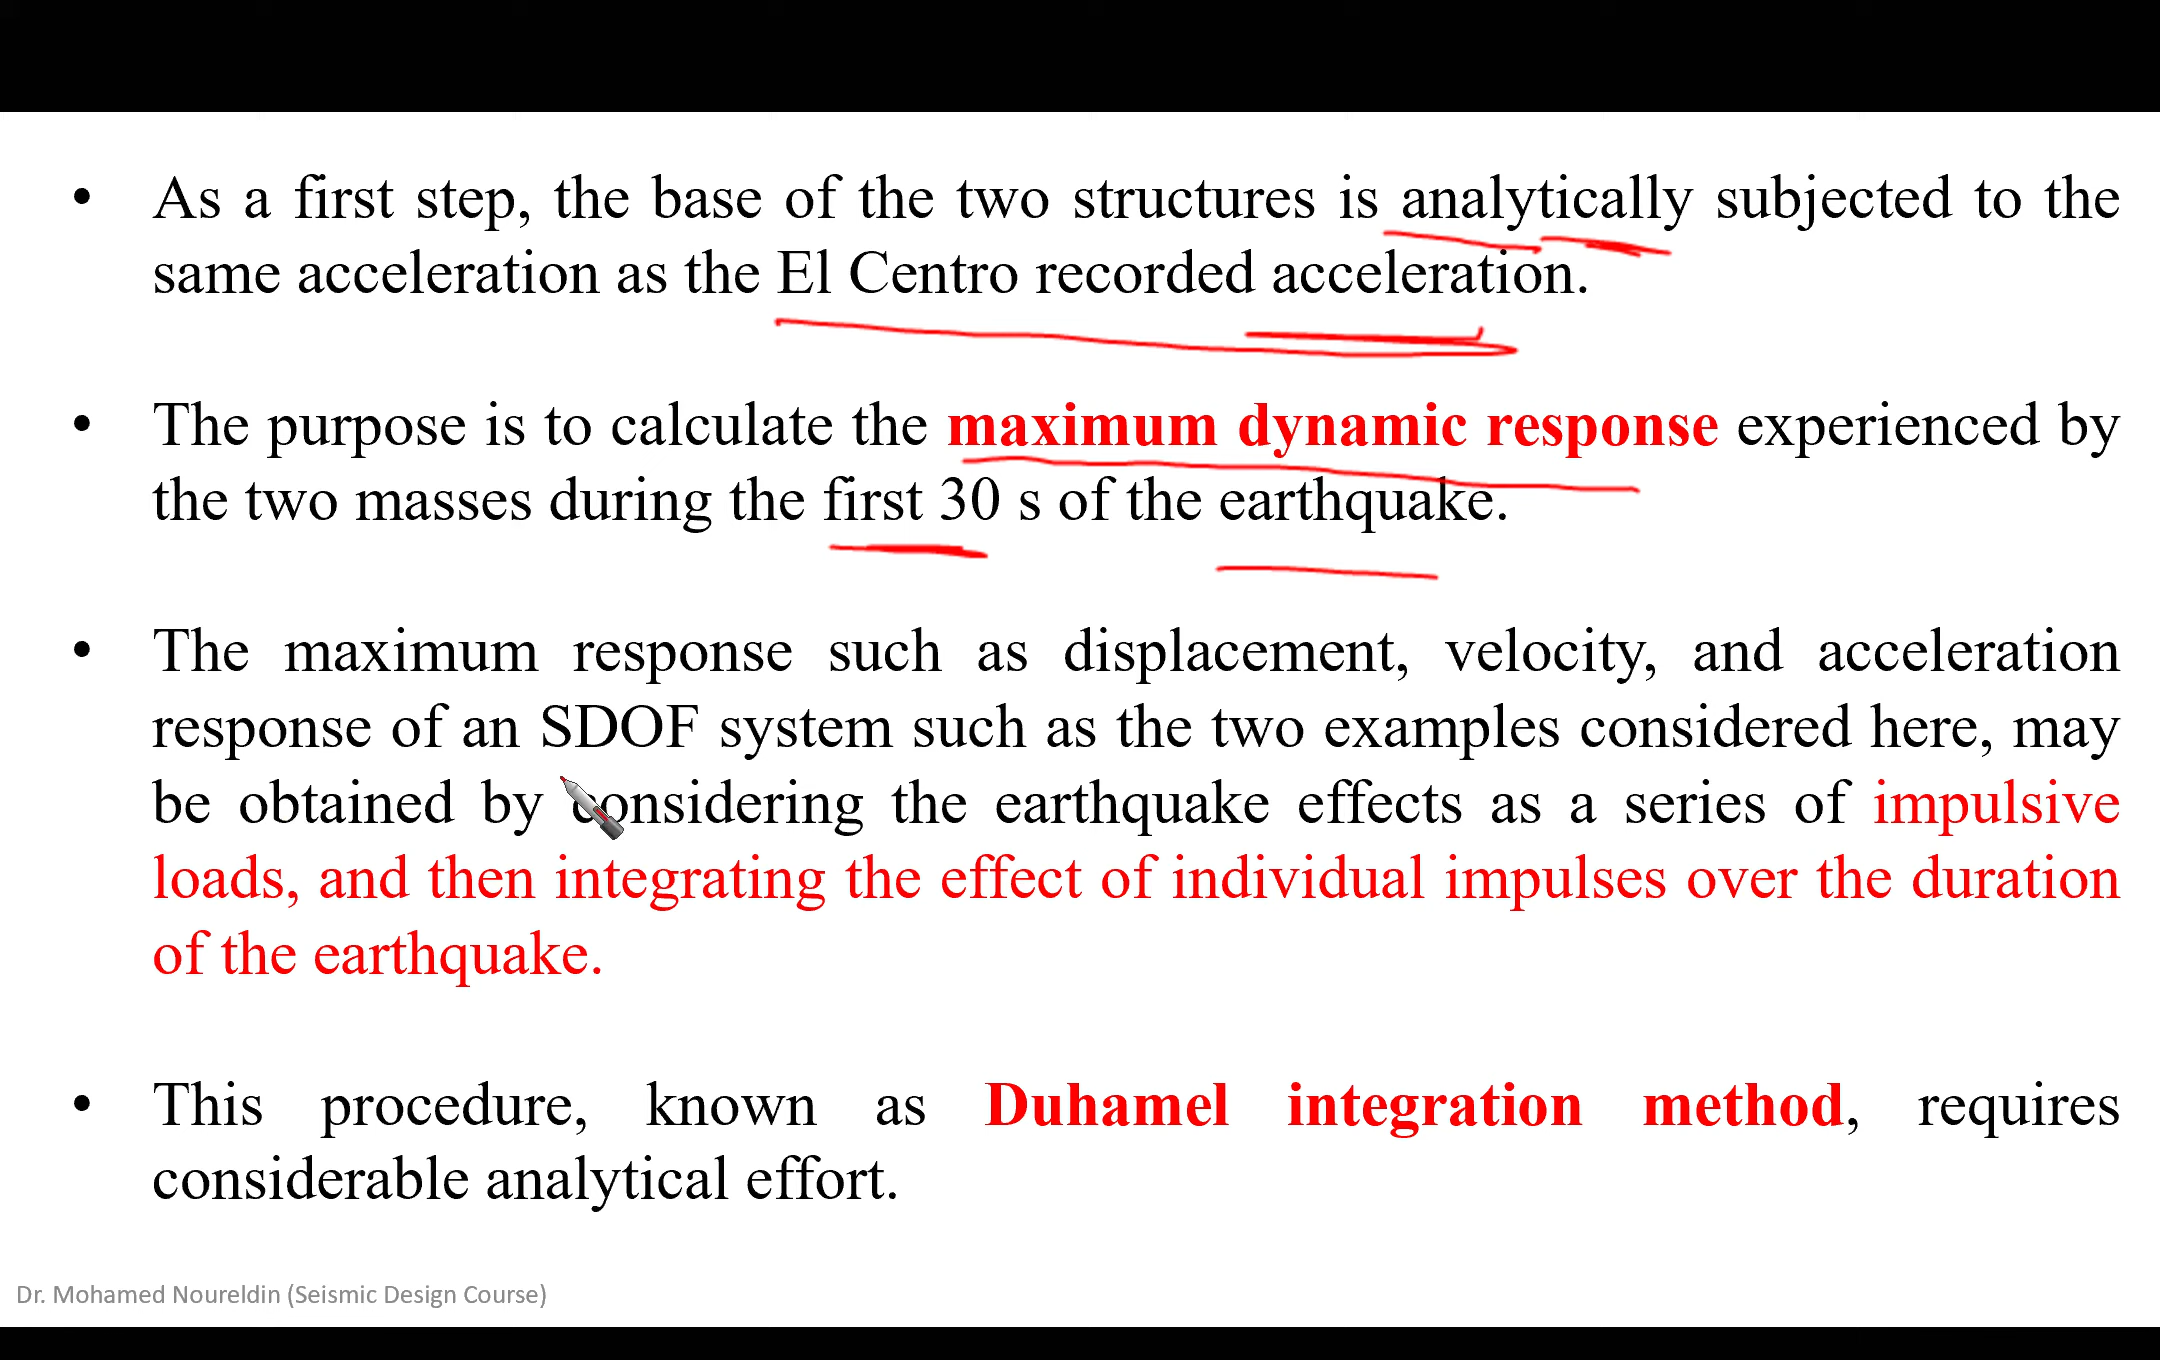 • As a first step, the base of the two structures is analytically subjected to the
same acceleration as the El Centro recorded acceleration.
• The purpose is to calculate the maximum dynamic response experienced by
the two masses during the first 30 s of the earthquake.
• The maximum response such as displacement, velocity, and acceleration
response of an SDOF system such as the two examples considered here, may
be obtained by considering the earthquake effects as a series of impulsive
loads, and then integrating the effect of individual impulses over the duration
of the earthquake.
• This procedure, known as Duhamel integration method, requires
considerable analytical effort.
Dr. Mohamed Noureldin (Seismic Design Course)